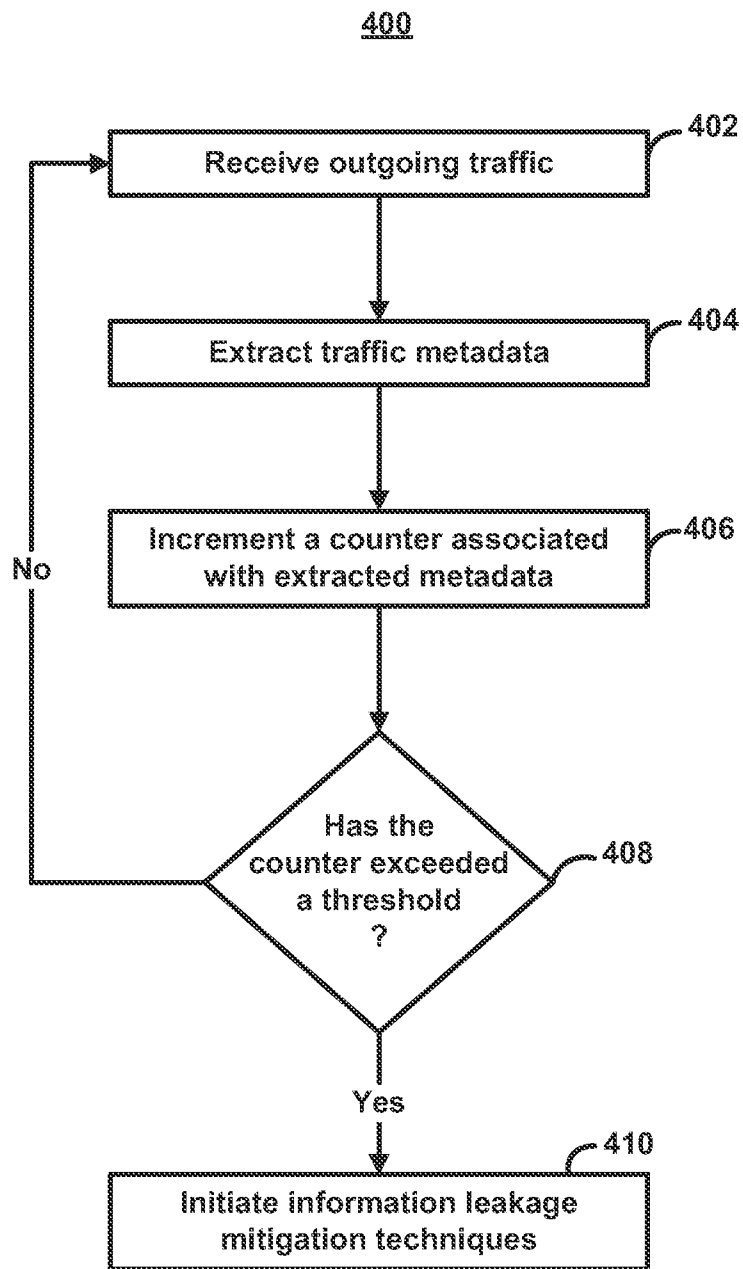 400
402
Receive outgoing traffic
404
Extract traffic metadata
406
Increment a counter associated
with extracted metadata
No
Has the
counter exceeded
a threshold
?
408
Yes
410
Initiate information leakage
mitigation techniques